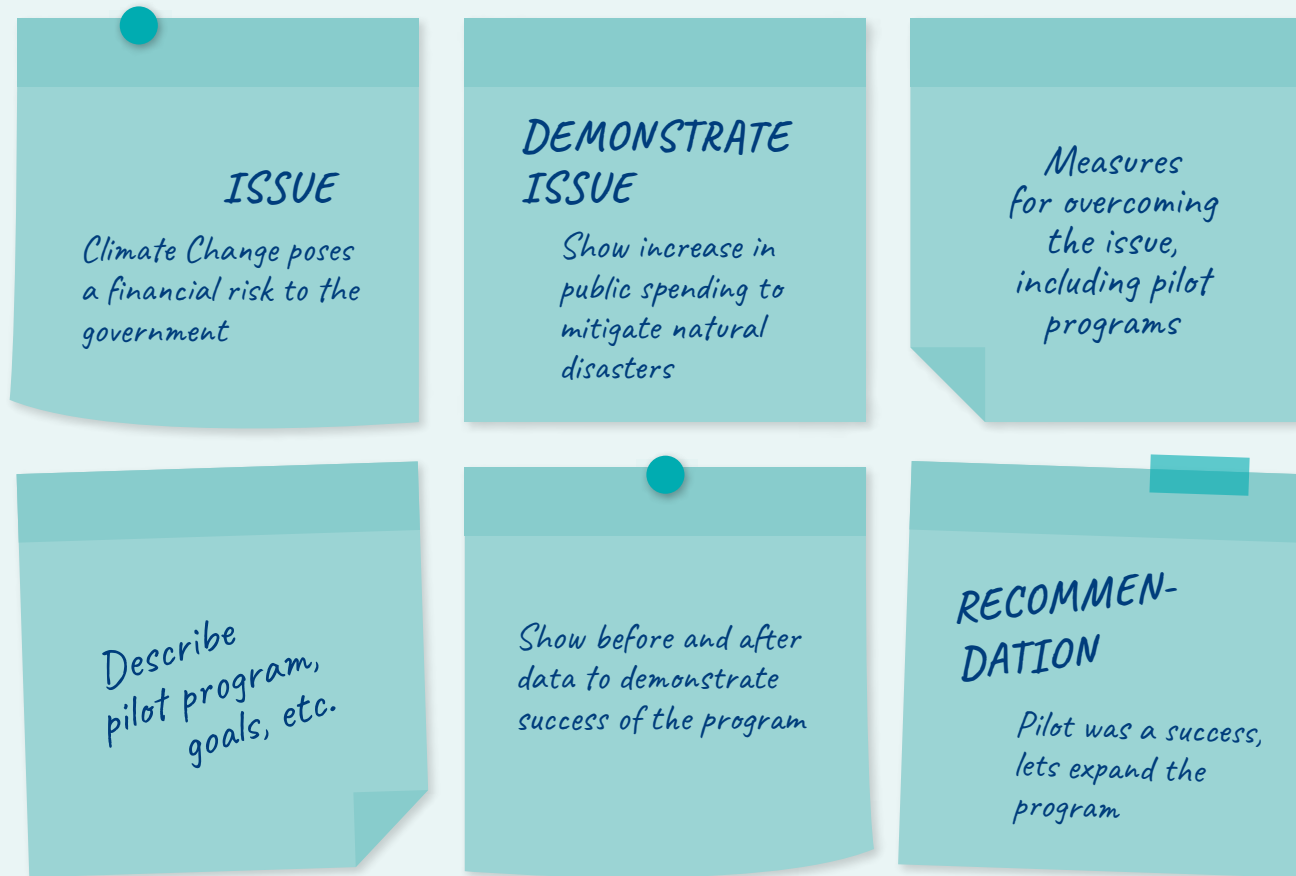 ISSUE
Climate Change poses
a financial risk to the
government
DEMONSTRATE
ISSUE
Show increase in
public spending to
mitigate natural
disasters
Measures
for overcoming
the issue,
including pilot
programs
Describe
pilot program,
goals, etc.
Show before and after
data to demonstrate
success of the program
RECOMMEN-
DATION
Pilot was a success,
lets expand the
program